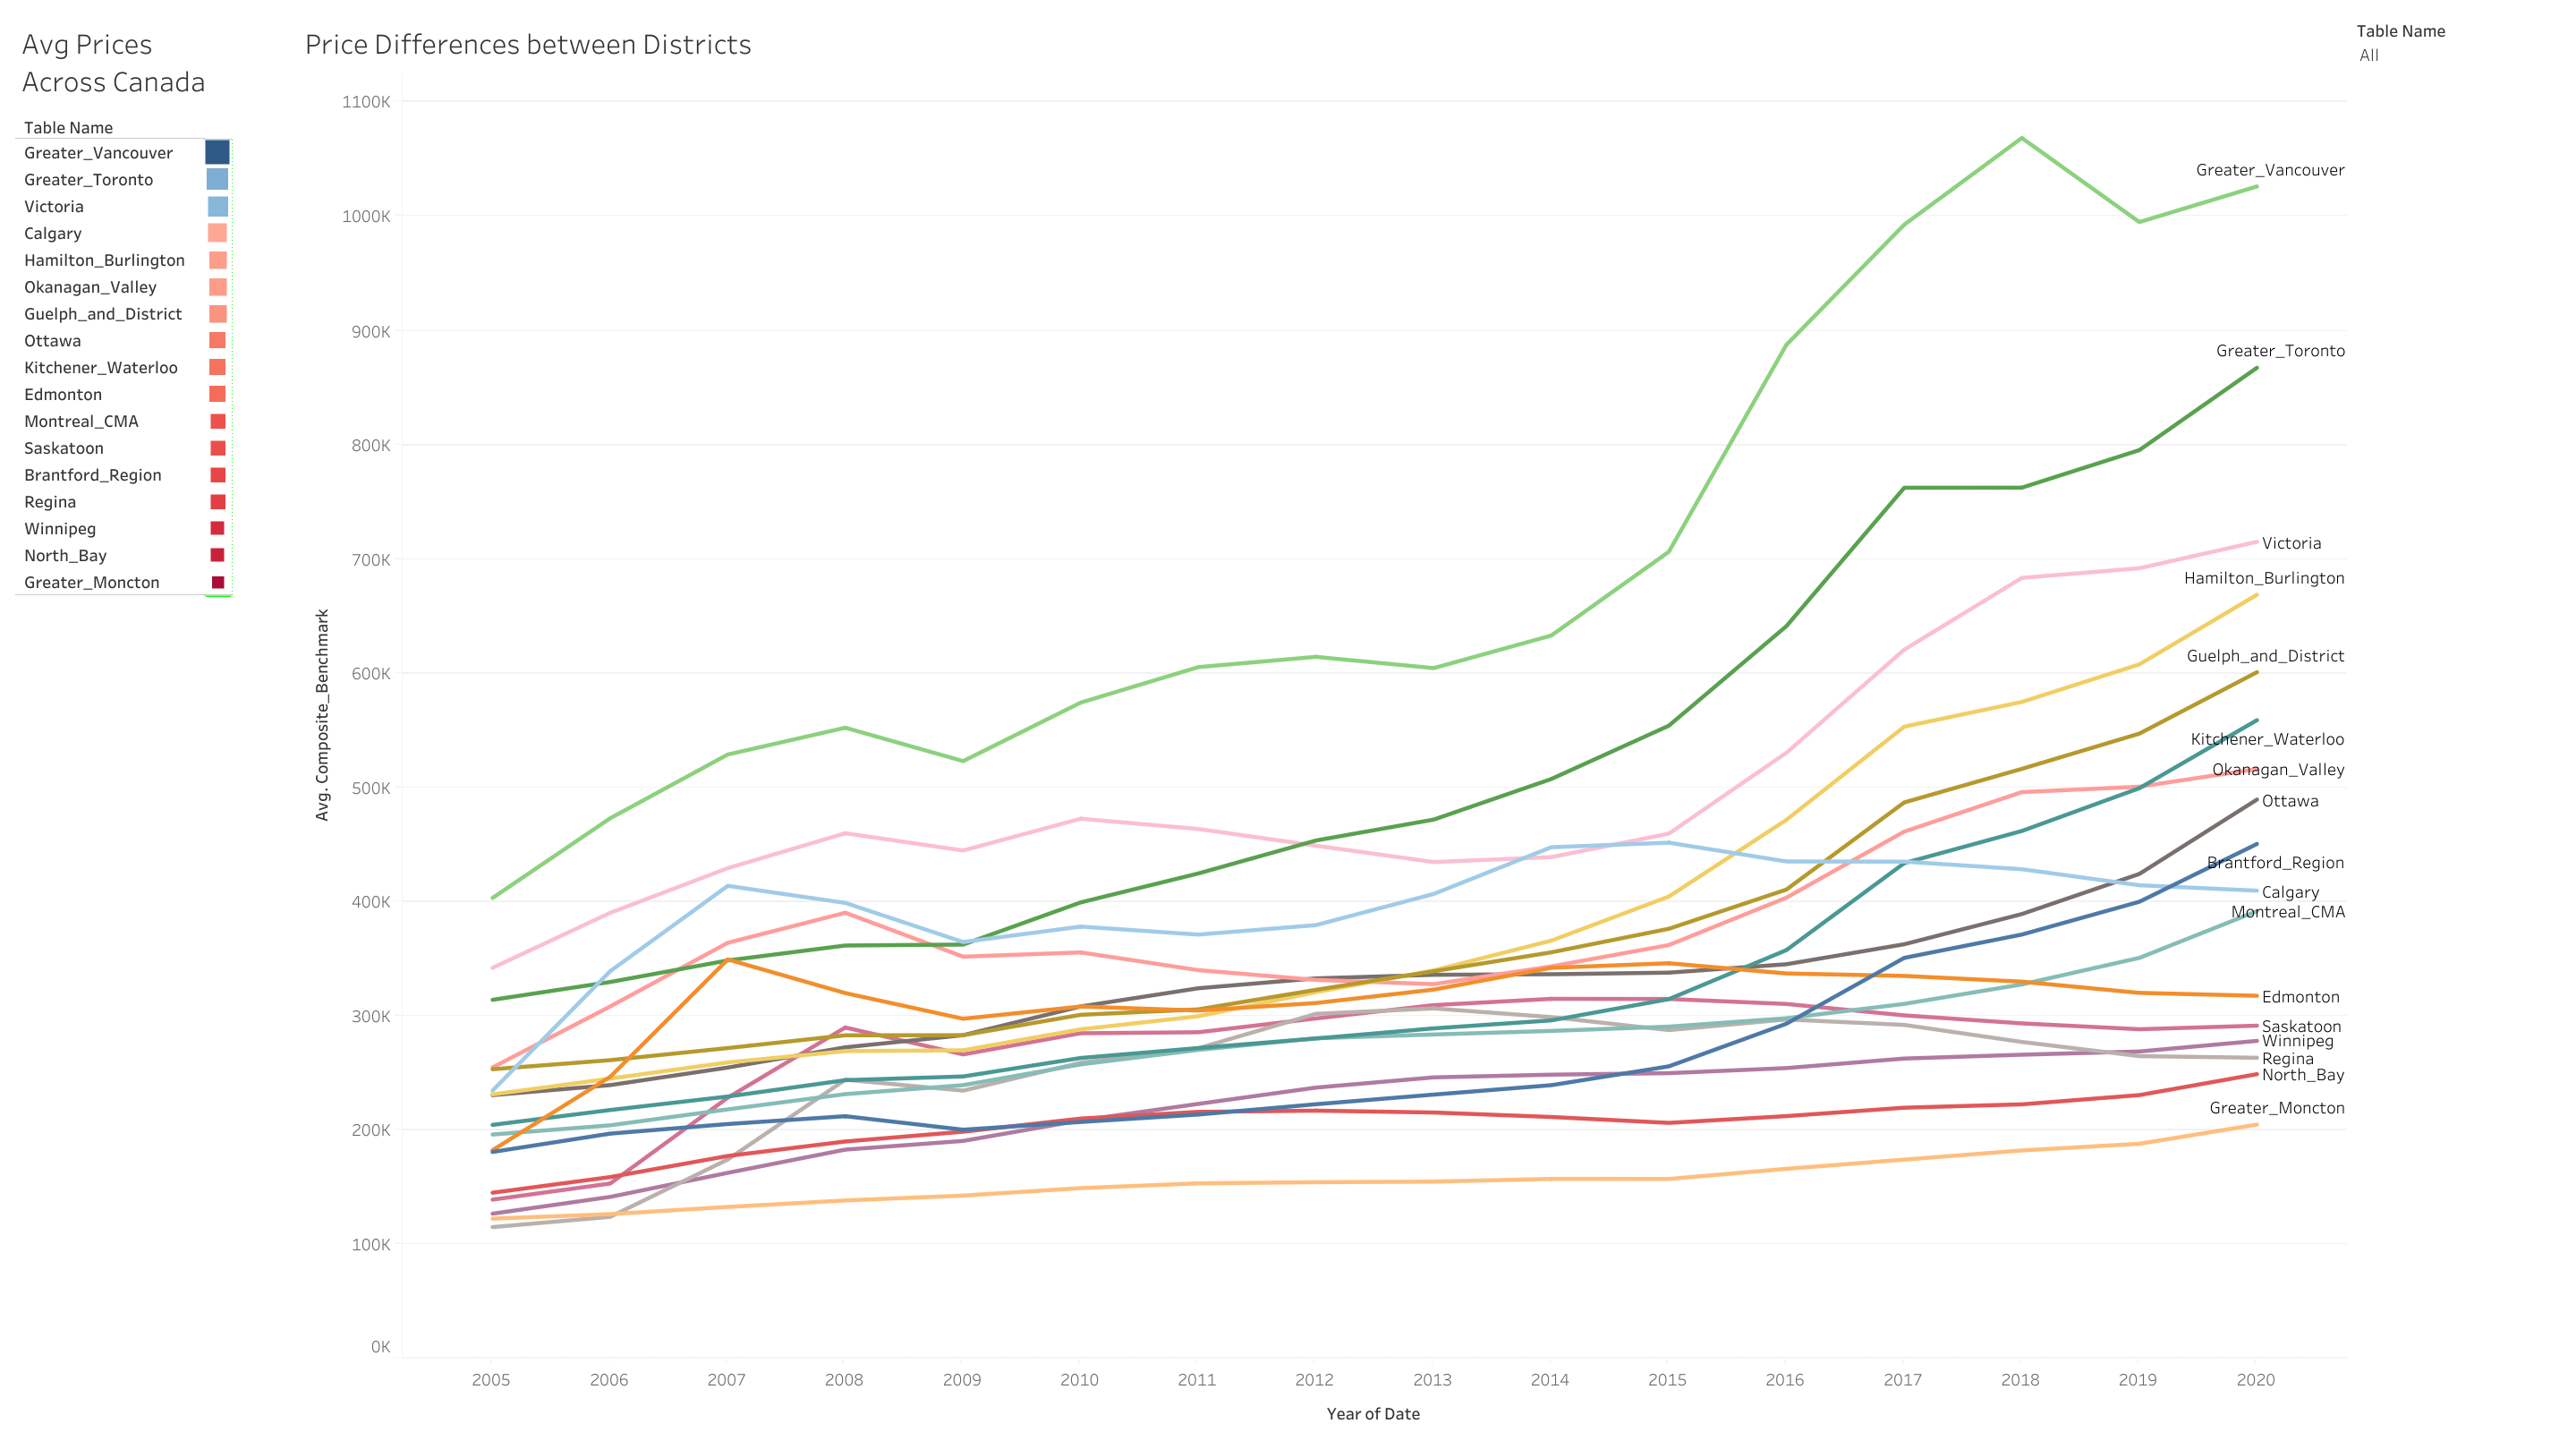 Avg Prices
Across Canada
Table Name
Greater_Vancouver
Greater_Toronto
Victoria
Calgary
Hamilton_Burlington
Okanagan_Valley
Guelph_and_District
Ottawa
Kitchener_Waterloo
Edmonton
Montreal_CMA
Saskatoon
Brantford_Region
Regina
Winnipeg
North_Bay
Greater_Moncton
Price Differences between Districts
Avg. Composite_Benchmark
1100K
1000K
900K
800K
700K
600K
500K
400K
300K
200K
100K
0K
Greater_Vancouver
Greater_Toronto
Victoria
Hamilton_Burlington
Guelph_and_District
Kitchener_Waterloo
Okanagan_Valley
Ottawa
Brantford_Region
Calgary
Montreal_CMA
Edmonton
Saskatoon
Winnipeg
Regina
North_Bay
Greater_Moncton
2005 2006 2007 2008 2009 2010 2011 2012 2013 2014 2015 2016 2017 2018 2019 2020
Year of Date
Table Name
All